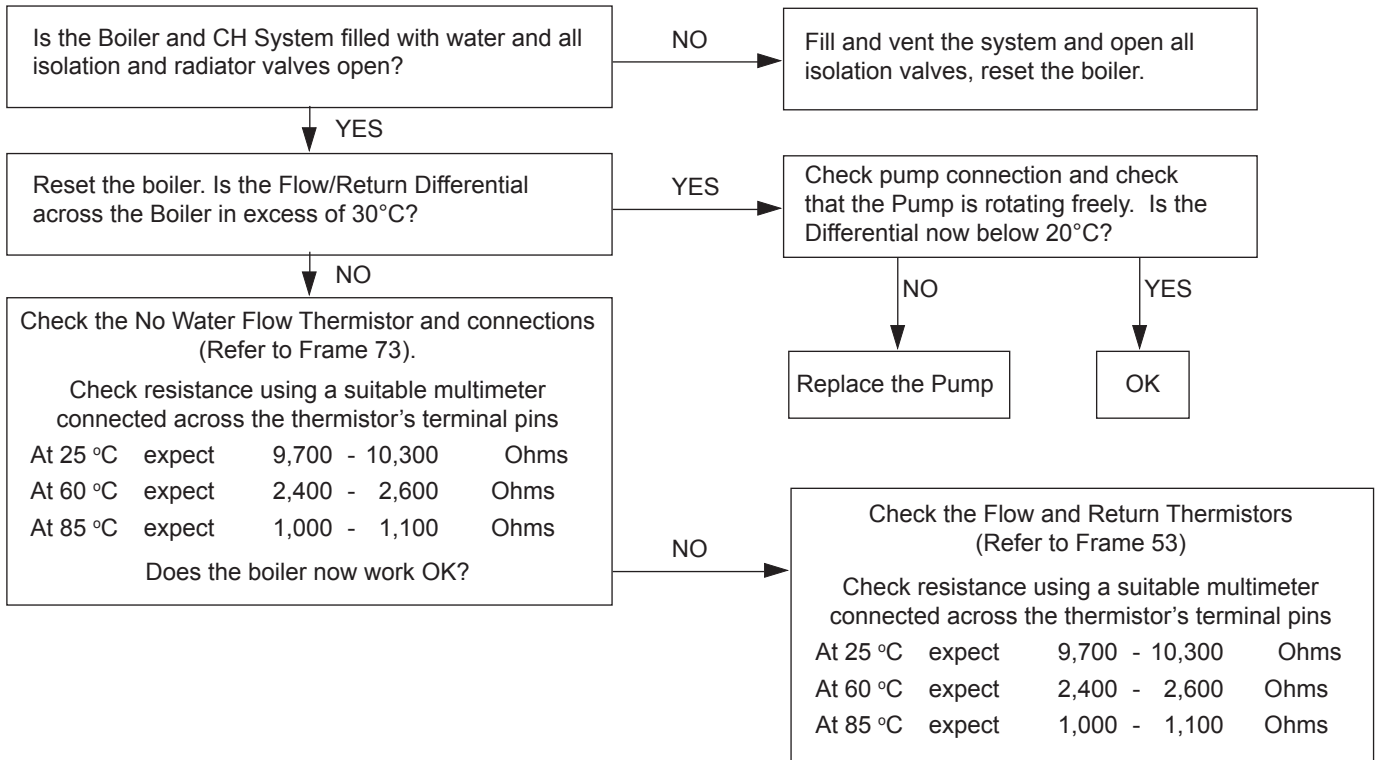 Is the Boiler and CH System filled with water and all
isolation and radiator valves open?
NO
Fill and vent the system and open all
isolation valves, reset the boiler.
YES
Reset the boiler. Is the Flow/Return Differential
across the Boiler in excess of 30°C?
YES
Check pump connection and check
that the Pump is rotating freely. Is the
Differential now below 20°C?
NO
NO
YES
Replace the Pump
OK
Check the No Water Flow Thermistor and connections
(Refer to Frame 73).
Check resistance using a suitable multimeter
connected across the thermistor's terminal pins
At 25 °C expect 9,700 - 10,300 Ohms
At 60 °C expect 2,400 - 2,600 Ohms
At 85 °C expect 1,000 - 1,100 Ohms
Does the boiler now work OK?
NO
Check the Flow and Return Thermistors
(Refer to Frame 53)
Check resistance using a suitable multimeter
connected across the thermistor's terminal pins
At 25 °C expect 9,700 - 10,300 Ohms
At 60 °C expect 2,400 - 2,600 Ohms
At 85 °C expect 1,000 - 1,100 Ohms